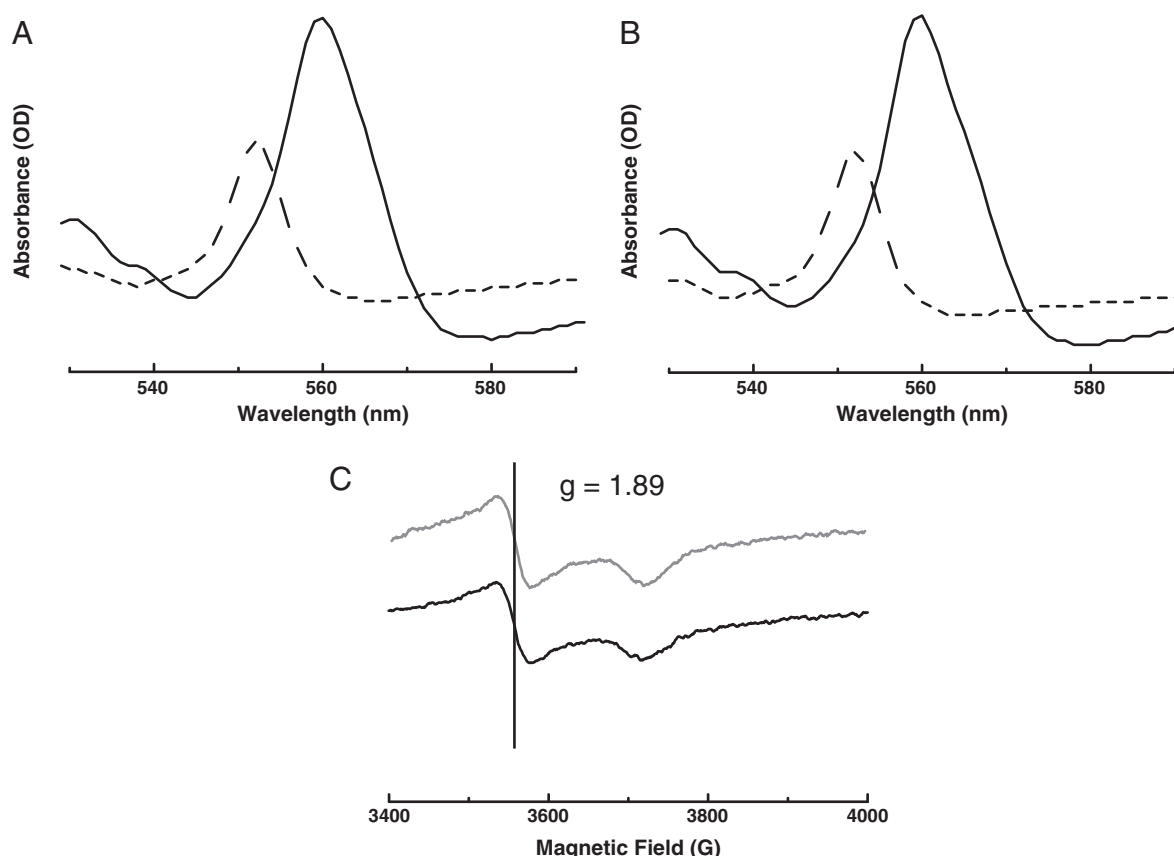 A
Absorbance (OD)
540
560
580
Wavelength (nm)
B
Absorbance (OD)
540
560
580
Wavelength (nm)
C
g = 1.89
3400
3600
3800
4000
Magnetic Field (G)